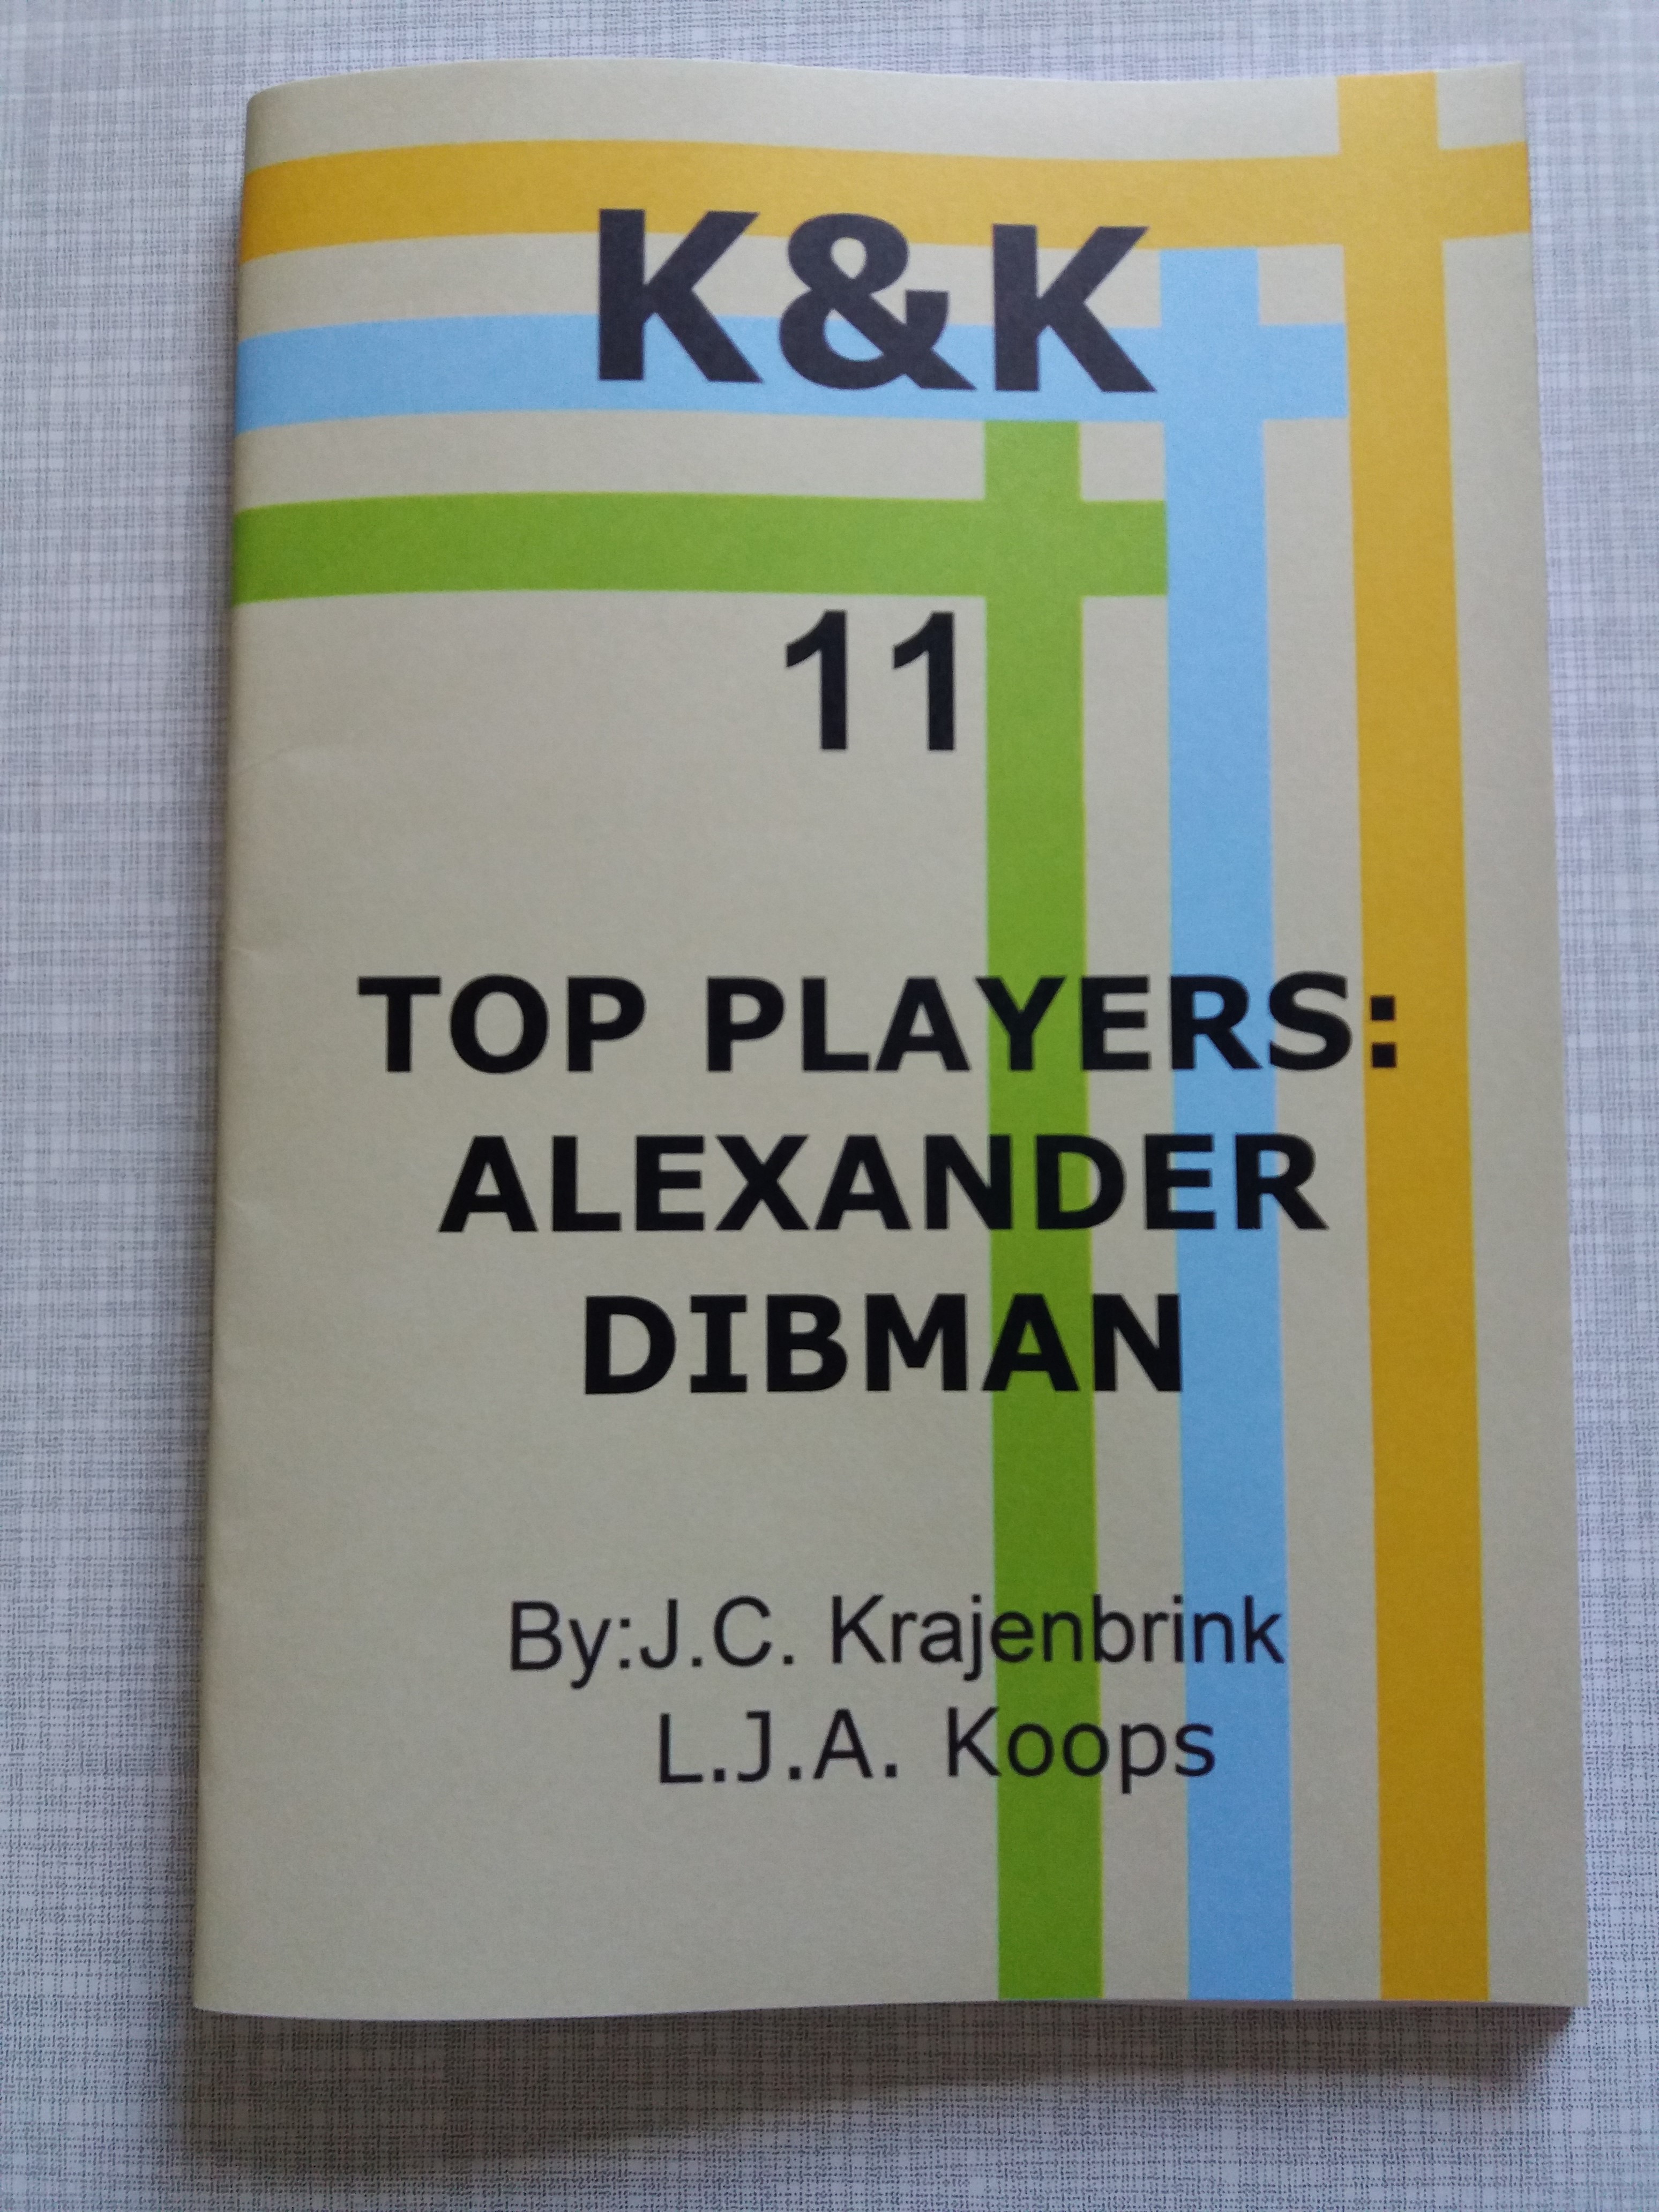 K&K
11
TOP PLAYERS:
ALEXANDER
DIBMAN
By:J.C. Krajenbrink
L.J.A. Koops